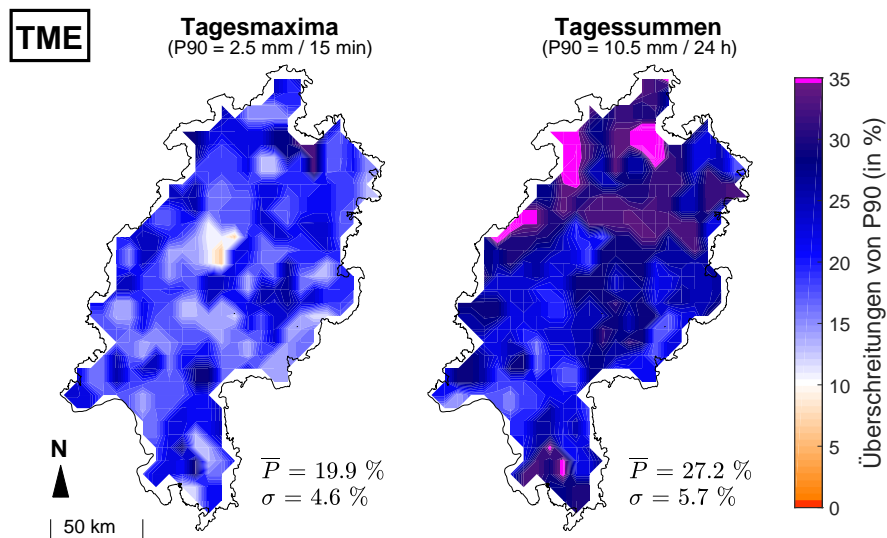 TME
Tagesmaxima
(P90 = 2.5 mm / 15 min)
Tagessummen
(P90 = 10.5 mm / 24 h)
35
30
25
20
15
10
5
0
Überschreitungen von P90 (in %)
N
50 km
P̅ = 19.9 %
σ = 4.6 %
P̅ = 27.2 %
σ = 5.7 %